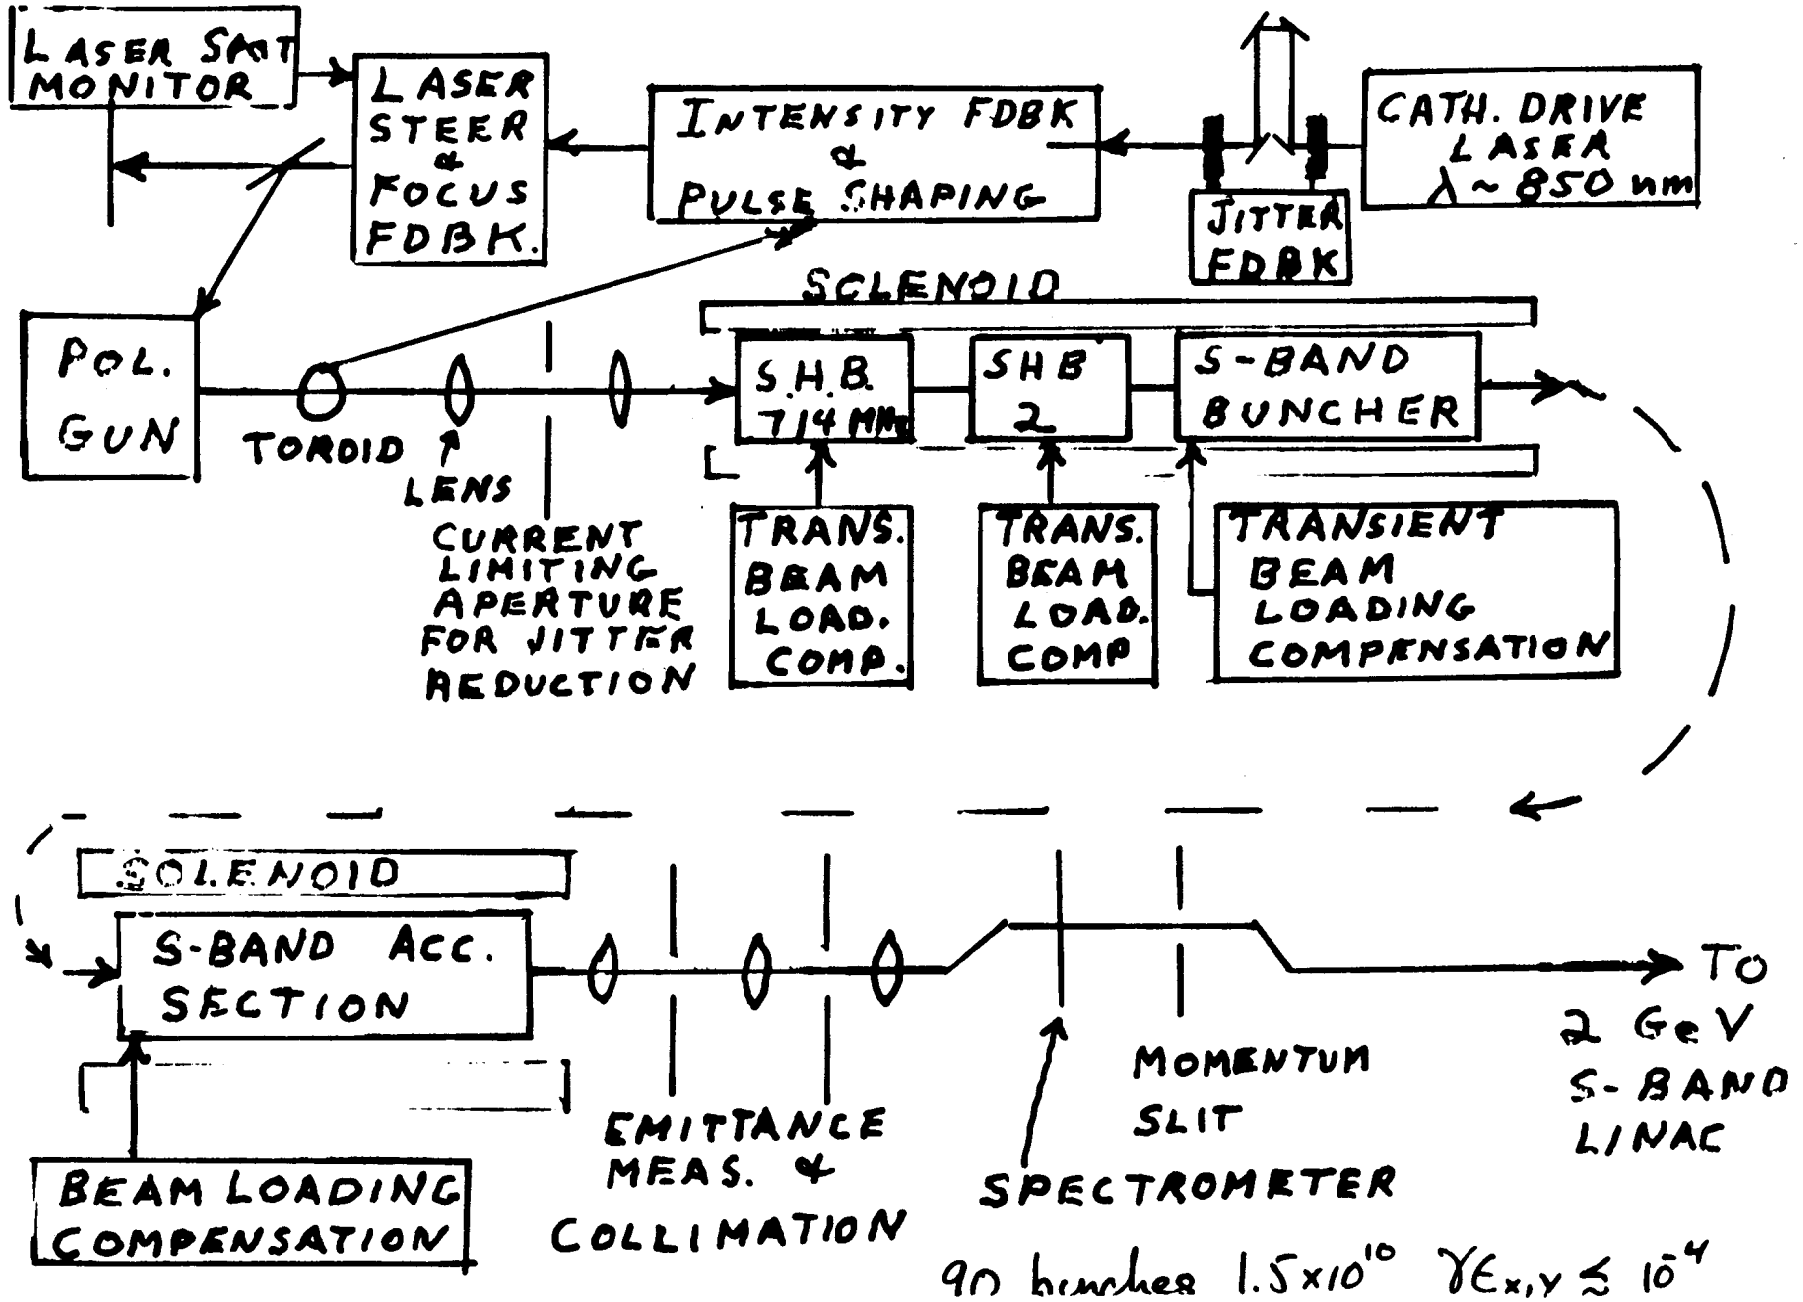 LASER SPOT
MONITOR
LASER
STEER
&
FOCUS
FDBK.
INTENSITY FDBK
&
PULSE SHAPING
CATH. DRIVE
LASER
λ ~ 850 nm
JITTER
FDBK
SOLENOID
POL.
GUN
TOROID
LENS
CURRENT
LIMITING
APERTURE
FOR JITTER
REDUCTION
S.H.B.
714 MHz
SHB
2
S-BAND
BUNCHER
TRANS.
BEAM
LOAD.
COMP.
TRANS.
BEAM
LOAD.
COMP
TRANSIENT
BEAM
LOADING
COMPENSATION
SOLENOID
S-BAND ACC.
SECTION
BEAM LOADING
COMPENSATION
EMITTANCE
MEAS. &
COLLIMATION
MOMENTUM
SLIT
SPECTROMETER
TO
2 GeV
S-BAND
LINAC
90 bunches 1.5x10¹⁰ γε_x,y ≲ 10⁻⁴